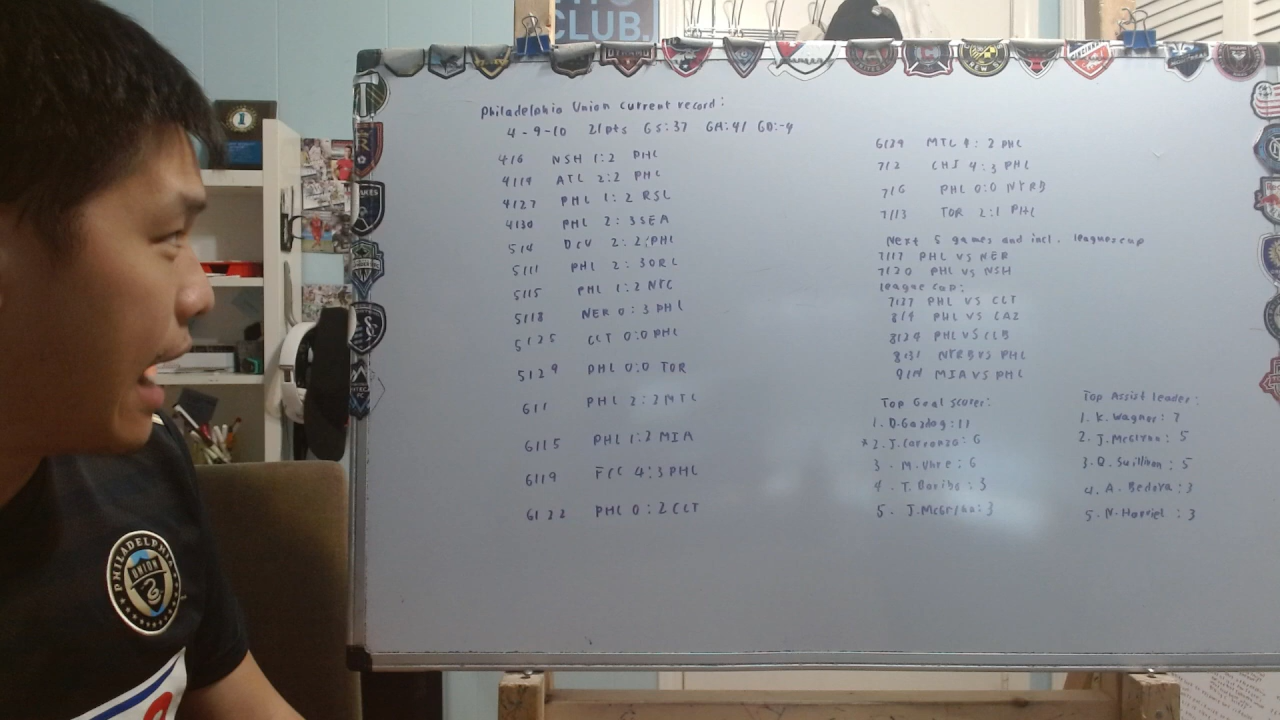 CLUB.
Philadelphia Union current record:
4-9-10 21pts GS:37 GA:41 GD:-4
4/6 NSH 1:2 PHL
4/14 ATL 2:2 PHL
4/27 PHL 1:2 RSL
4/30 PHL 2:3 SEA
5/4 DCU 2:2 PHL
5/11 PHL 2:3 ORL
5/15 PHL 1:2 NYC
5/18 NER 0:3 PHL
5/25 CLT 0:0 PHL
5/29 PHL 0:0 TOR
6/1 PHL 2:2 MTL
6/15 PHL 1:2 MIA
6/19 FCC 4:3 PHL
6/22 PHL 0:2 CLT
6/29 MTL 4:2 PHL
7/3 CHI 4:3 PHL
7/6 PHL 0:0 NYRB
7/13 TOR 2:1 PHL
Next 5 games and incl. leaguescup
7/17 PHL VS NER
7/20 PHL VS NSH
league cup:
7/27 PHL VS CLT
8/4 PHL VS CAZ
8/24 PHL VS CLB
8/31 NYRB VS PHL
9/14 MIA VS PHL
Top Goal scorer:
1. D. Gazdag: 11
*2. J. Carranza: 6
3. M. Uhre: 6
4. T. Baribo: 3
5. J. McGlynn: 3
Top Assist leader:
1. K. Wagner: 7
2. J. McGlynn: 5
3. Q. Sullivan: 5
4. A. Bedoya: 3
5. N. Harriel: 3
PHILADELPHIA
UNION